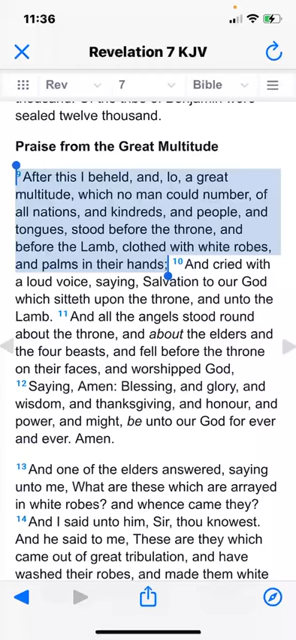 11:36
Revelation 7 KJV
Rev 7 Bible
sealed twelve thousand.
Praise from the Great Multitude
9 After this I beheld, and, lo, a great
multitude, which no man could number, of
all nations, and kindreds, and people, and
tongues, stood before the throne, and
before the Lamb, clothed with white robes,
and palms in their hands; 10 And cried with
a loud voice, saying, Salvation to our God
which sitteth upon the throne, and unto the
Lamb. 11 And all the angels stood round
about the throne, and about the elders and
the four beasts, and fell before the throne
on their faces, and worshipped God,
12 Saying, Amen: Blessing, and glory, and
wisdom, and thanksgiving, and honour, and
power, and might, be unto our God for ever
and ever. Amen.
13 And one of the elders answered, saying
unto me, What are these which are arrayed
in white robes? and whence came they?
14 And I said unto him, Sir, thou knowest.
And he said to me, These are they which
came out of great tribulation, and have
washed their robes, and made them white